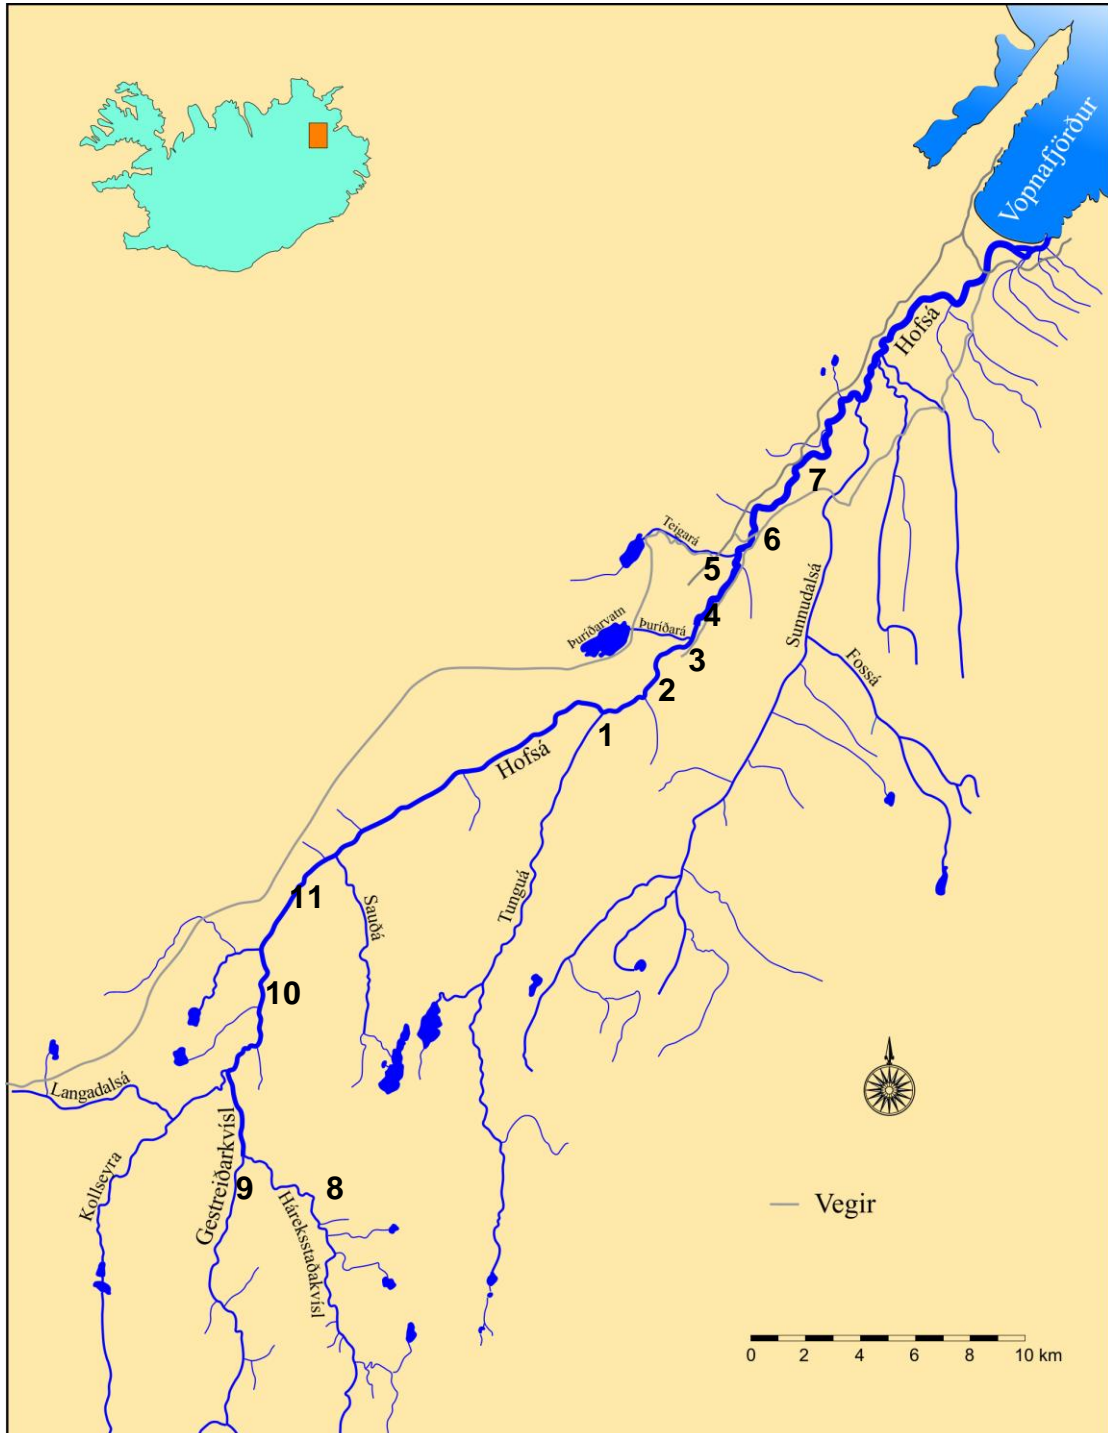 Vopnafjörður
Hofsá
7
6
Teigará
5
Sunnudalsá
4
Þuríðarvatn
Þuríðará
3
Fossá
2
1
Hofsá
Tunguá
11
Sauðá
10
Langadalsá
Kollseyra
Gestreiðarkvísl
9
8
Háreksstaðakvísl
Vegir
0 2 4 6 8 10 km